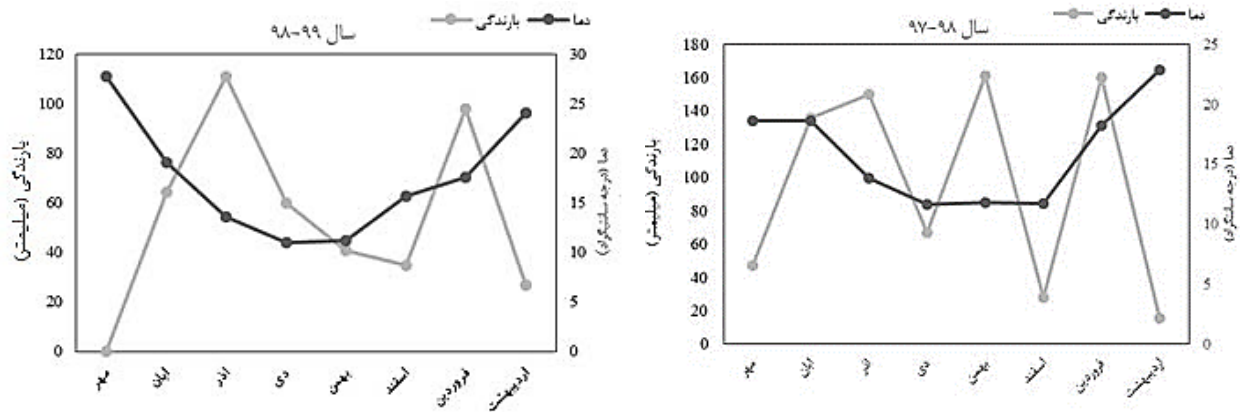 سال ۹۷-۹۸
بارندگی دما
180
160
140
120
100
80
60
40
20
0
25
20
15
10
5
0
بارندگی (میلیمتر)
دما (درجه سانتیگراد)
مهر
ابان
آذر
دی
بهمن
اسفند
فروردین
اردیبهشت
سال ۹۸-۹۹
بارندگی دما
120
100
80
60
40
20
0
30
25
20
15
10
5
0
بارندگی (میلیمتر)
دما (درجه سانتیگراد)
مهر
ابان
اذر
دی
بهمن
اسفند
فروردین
اردیبهشت